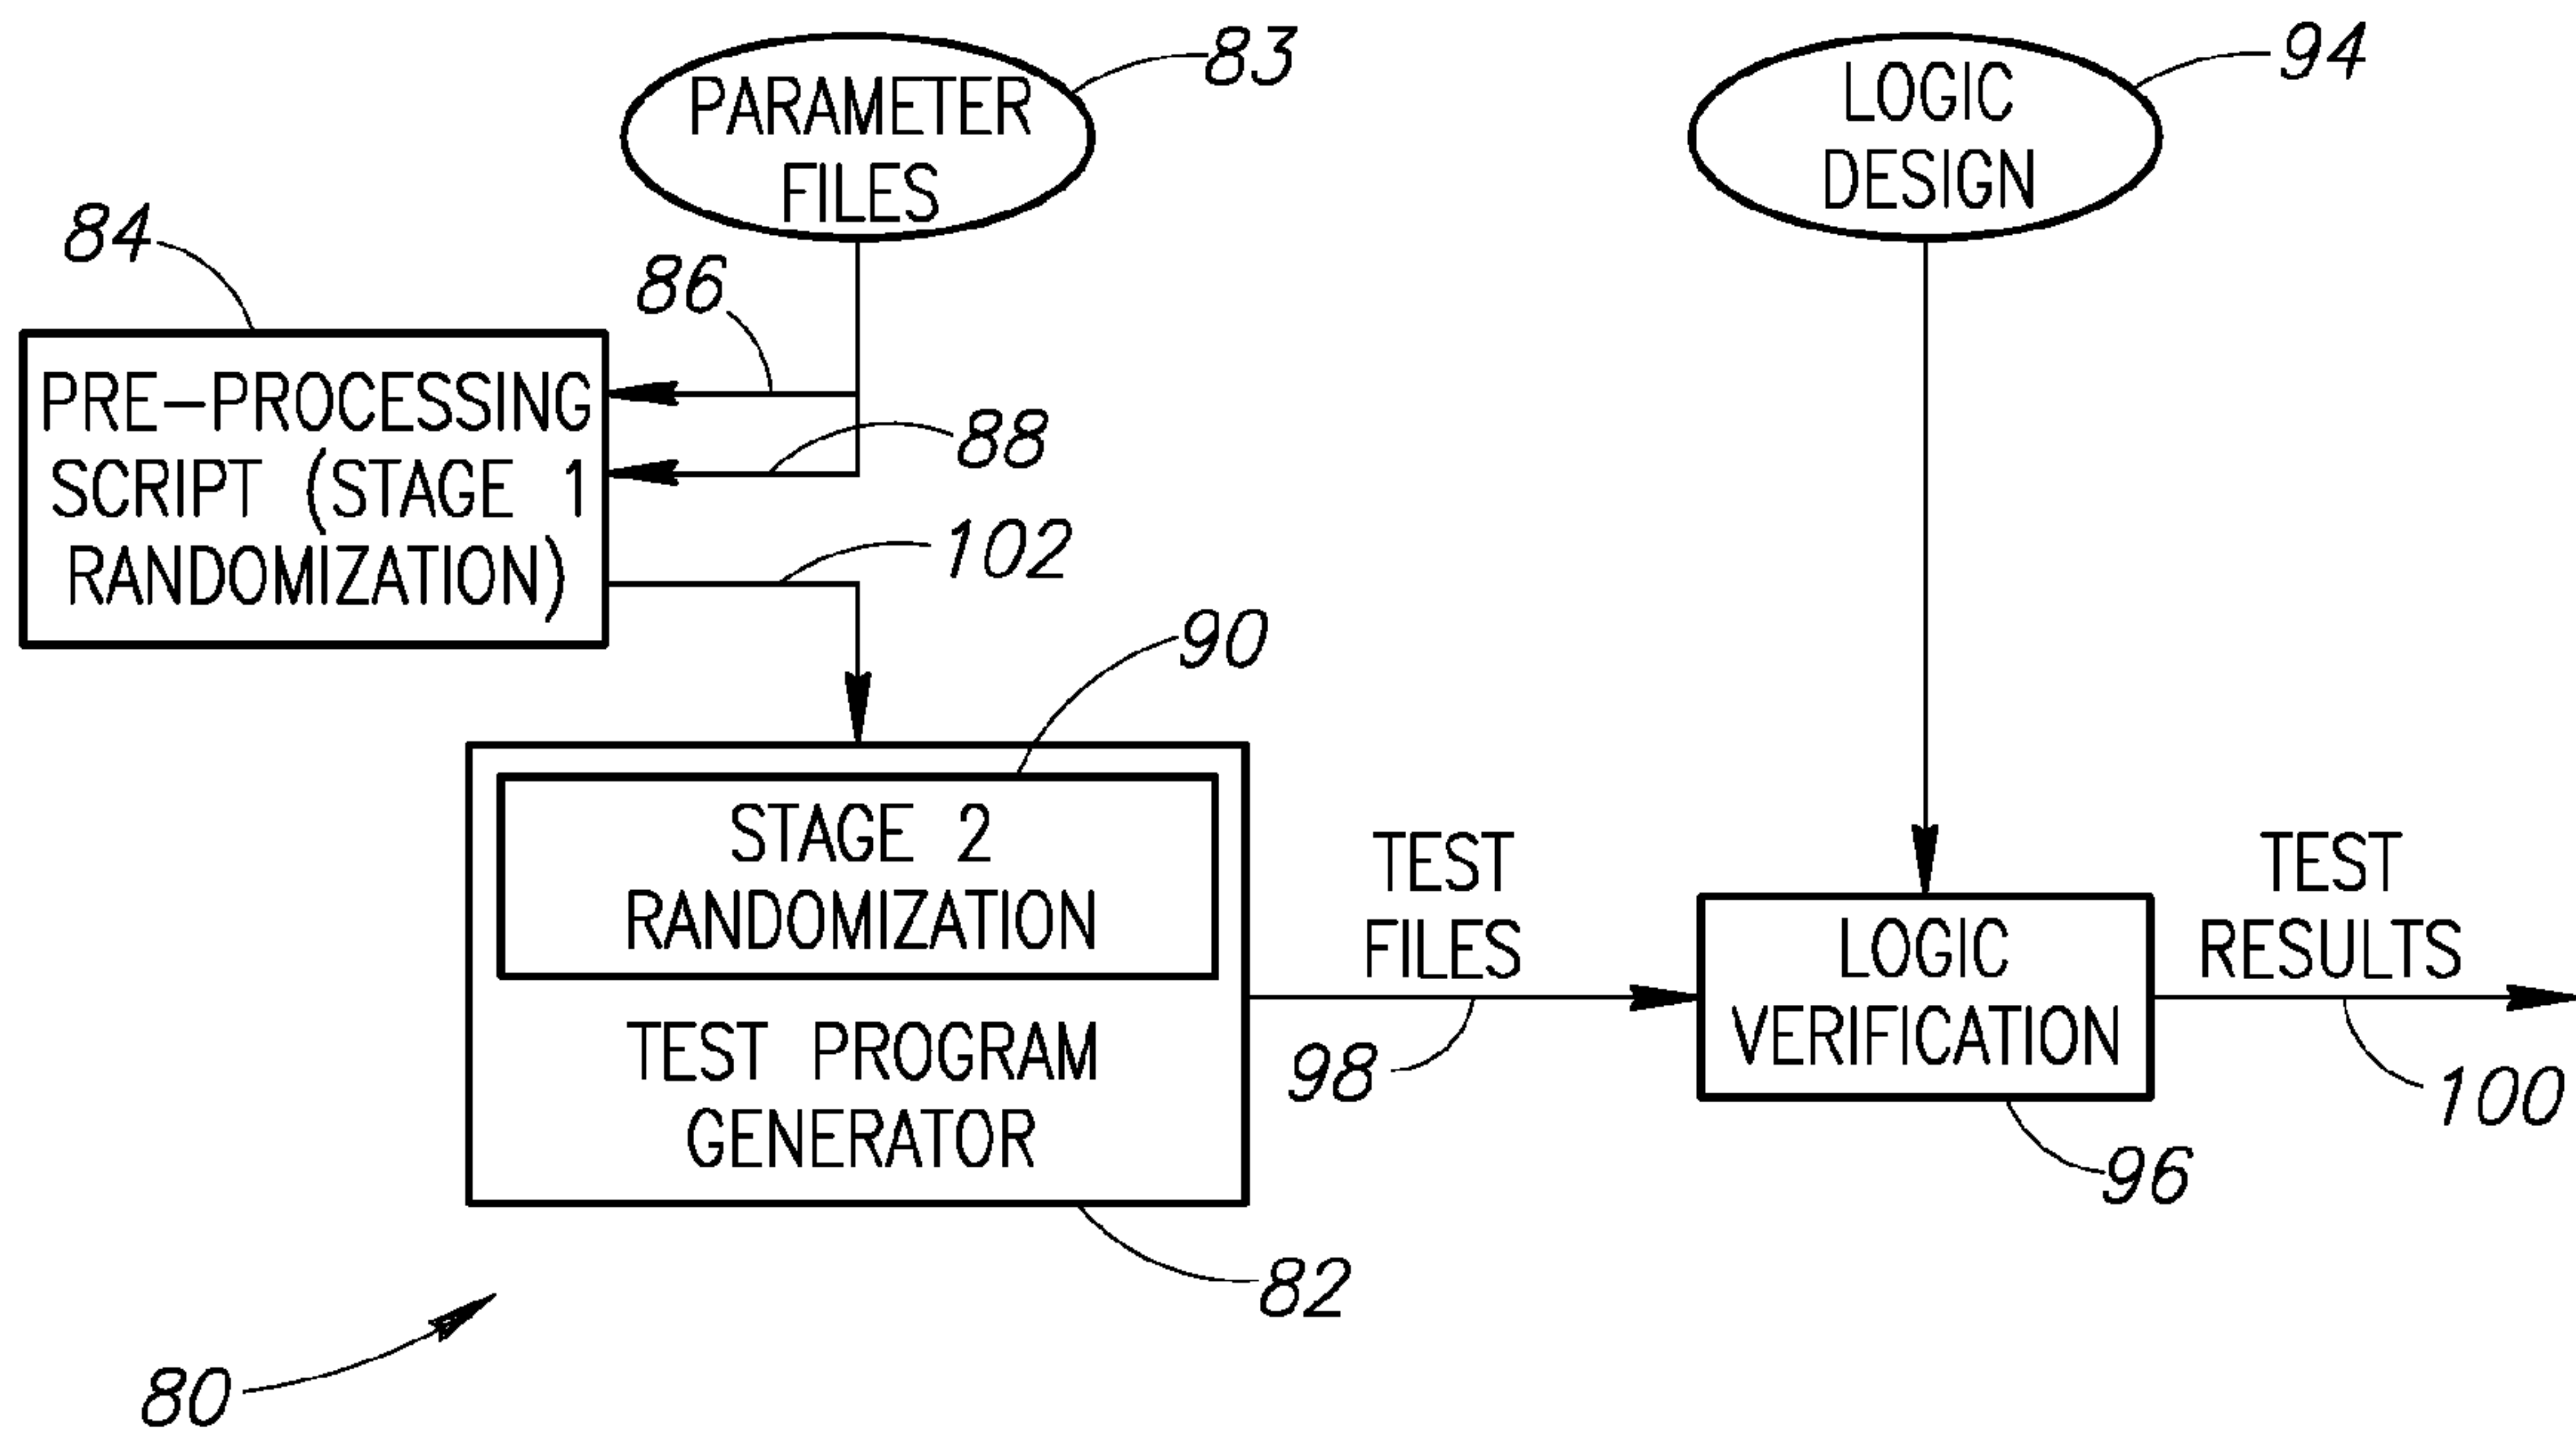 PARAMETER
FILES
83
LOGIC
DESIGN
94
84
86
PRE-PROCESSING
SCRIPT (STAGE 1
RANDOMIZATION)
88
102
90
STAGE 2
RANDOMIZATION
TEST PROGRAM
GENERATOR
82
TEST
FILES
98
LOGIC
VERIFICATION
96
TEST
RESULTS
100
80